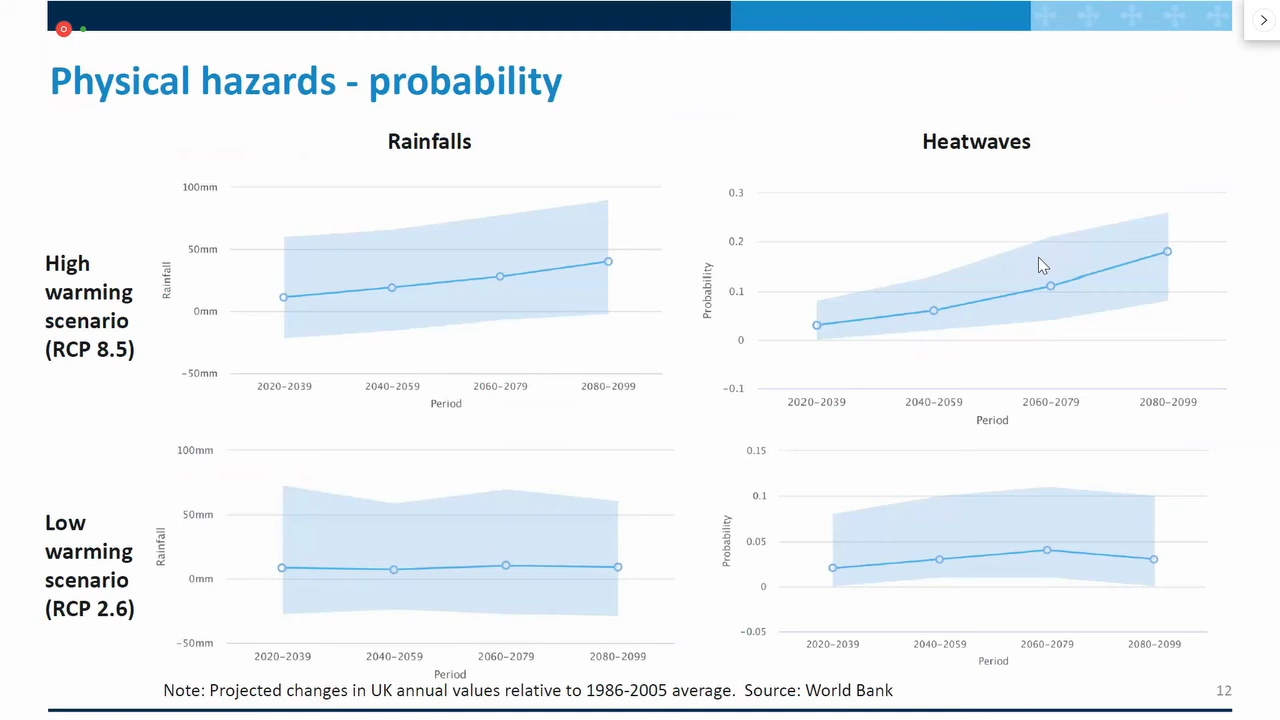 Physical hazards - probability
Rainfalls
Heatwaves
High
warming
scenario
(RCP 8.5)
100mm
50mm
0mm
−50mm
Rainfall
2020−2039
2040−2059
2060−2079
2080−2099
Period
0.3
0.2
0.1
0
−0.1
Probability
2020−2039
2040−2059
2060−2079
2080−2099
Period
Low
warming
scenario
(RCP 2.6)
100mm
50mm
0mm
−50mm
Rainfall
2020−2039
2040−2059
2060−2079
2080−2099
Period
0.15
0.1
0.05
0
−0.05
Probability
2020−2039
2040−2059
2060−2079
2080−2099
Period
Note: Projected changes in UK annual values relative to 1986-2005 average. Source: World Bank
12